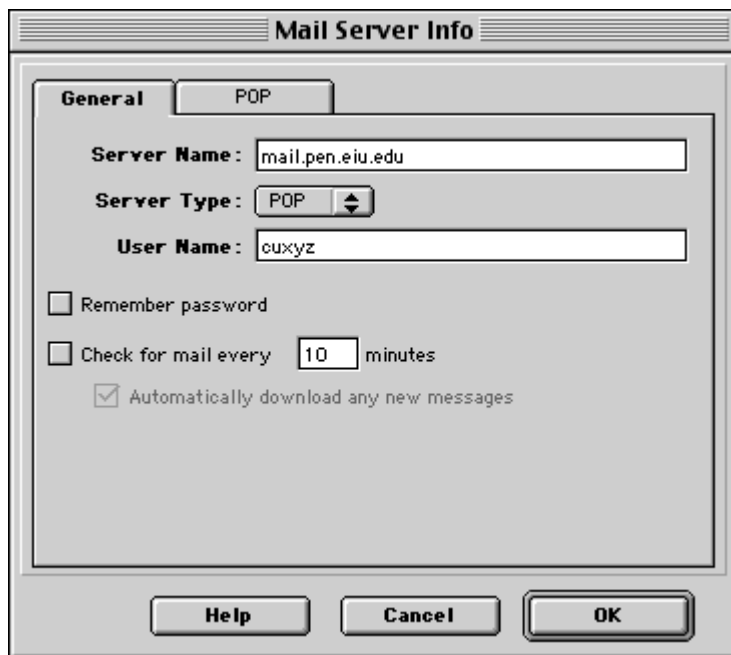 Mail Server Info
General POP
Server Name: mail.pen.eiu.edu
Server Type: POP
User Name: cuxyz
Remember password
Check for mail every 10 minutes
Automatically download any new messages
Help Cancel OK